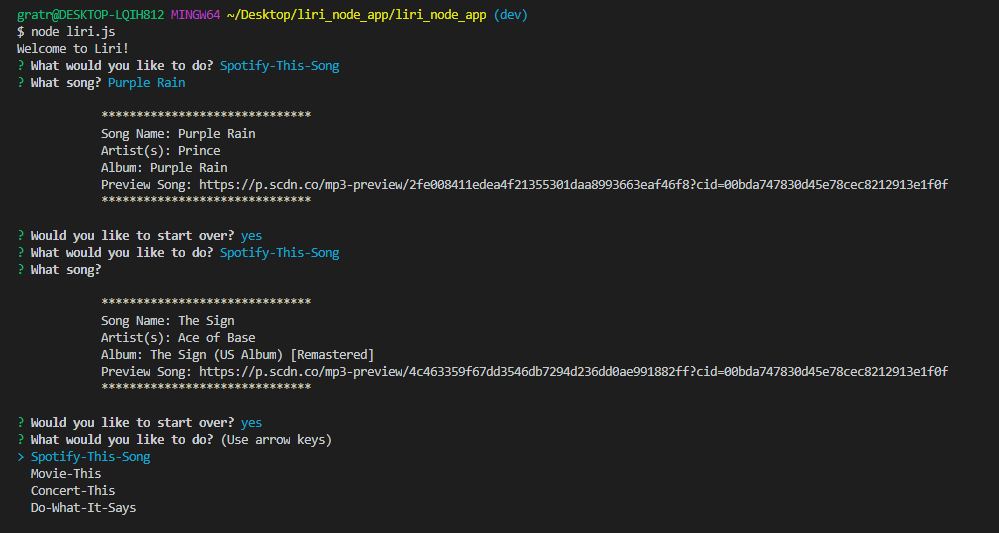 gratr@DESKTOP-LQIH812 MINGW64 ~/Desktop/liri_node_app/liri_node_app (dev)
$ node liri.js
Welcome to Liri!
? What would you like to do? Spotify-This-Song
? What song? Purple Rain
******************************
Song Name: Purple Rain
Artist(s): Prince
Album: Purple Rain
Preview Song: https://p.scdn.co/mp3-preview/2fe008411edea4f21355301daa8993663eaf46f8?cid=00bda747830d45e78cec8212913e1f0f
******************************
? Would you like to start over? yes
? What would you like to do? Spotify-This-Song
? What song?
******************************
Song Name: The Sign
Artist(s): Ace of Base
Album: The Sign (US Album) [Remastered]
Preview Song: https://p.scdn.co/mp3-preview/4c463359f67dd3546db7294d236dd0ae991882ff?cid=00bda747830d45e78cec8212913e1f0f
******************************
? Would you like to start over? yes
? What would you like to do? (Use arrow keys)
> Spotify-This-Song
Movie-This
Concert-This
Do-What-It-Says